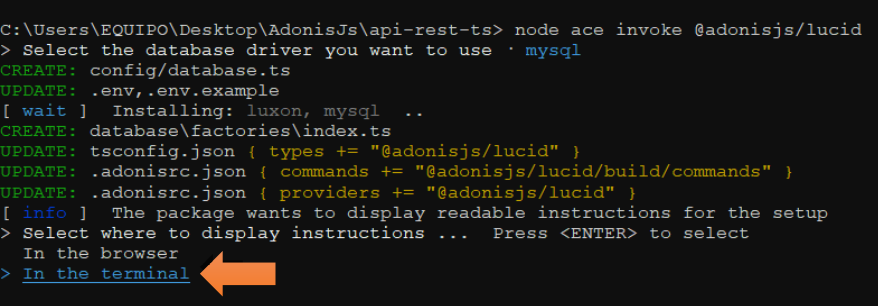 C:\Users\EQUIPO\Desktop\AdonisJs\api-rest-ts> node ace invoke @adonisjs/lucid
> Select the database driver you want to use · mysql
CREATE: config/database.ts
UPDATE: .env,.env.example
[ wait ]  Installing: luxon, mysql  ..
CREATE: database\factories\index.ts
UPDATE: tsconfig.json { types += "@adonisjs/lucid" }
UPDATE: .adonisrc.json { commands += "@adonisjs/lucid/build/commands" }
UPDATE: .adonisrc.json { providers += "@adonisjs/lucid" }
[ info ]  The package wants to display readable instructions for the setup
> Select where to display instructions ...  Press <ENTER> to select
  In the browser
> In the terminal